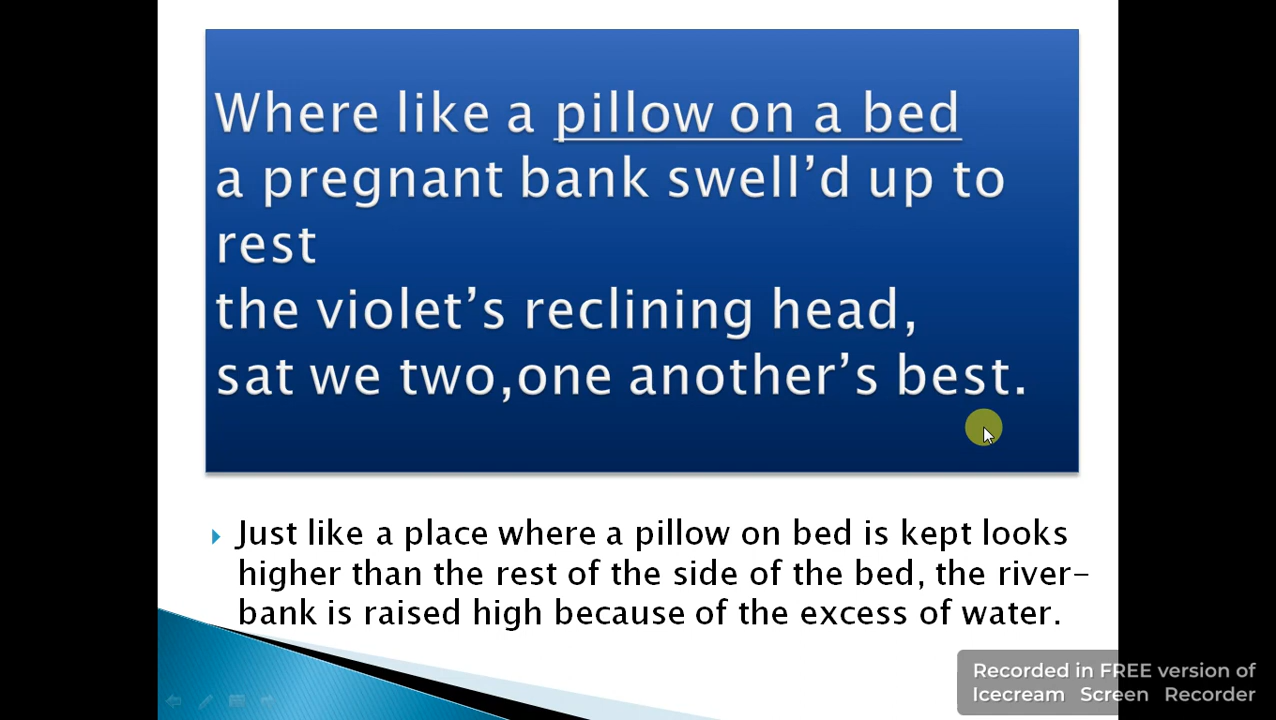 Where like a pillow on a bed
a pregnant bank swell’d up to
rest
the violet’s reclining head,
sat we two,one another’s best.
Just like a place where a pillow on bed is kept looks
higher than the rest of the side of the bed, the river-
bank is raised high because of the excess of water.
Recorded in FREE version of
Icecream Screen Recorder